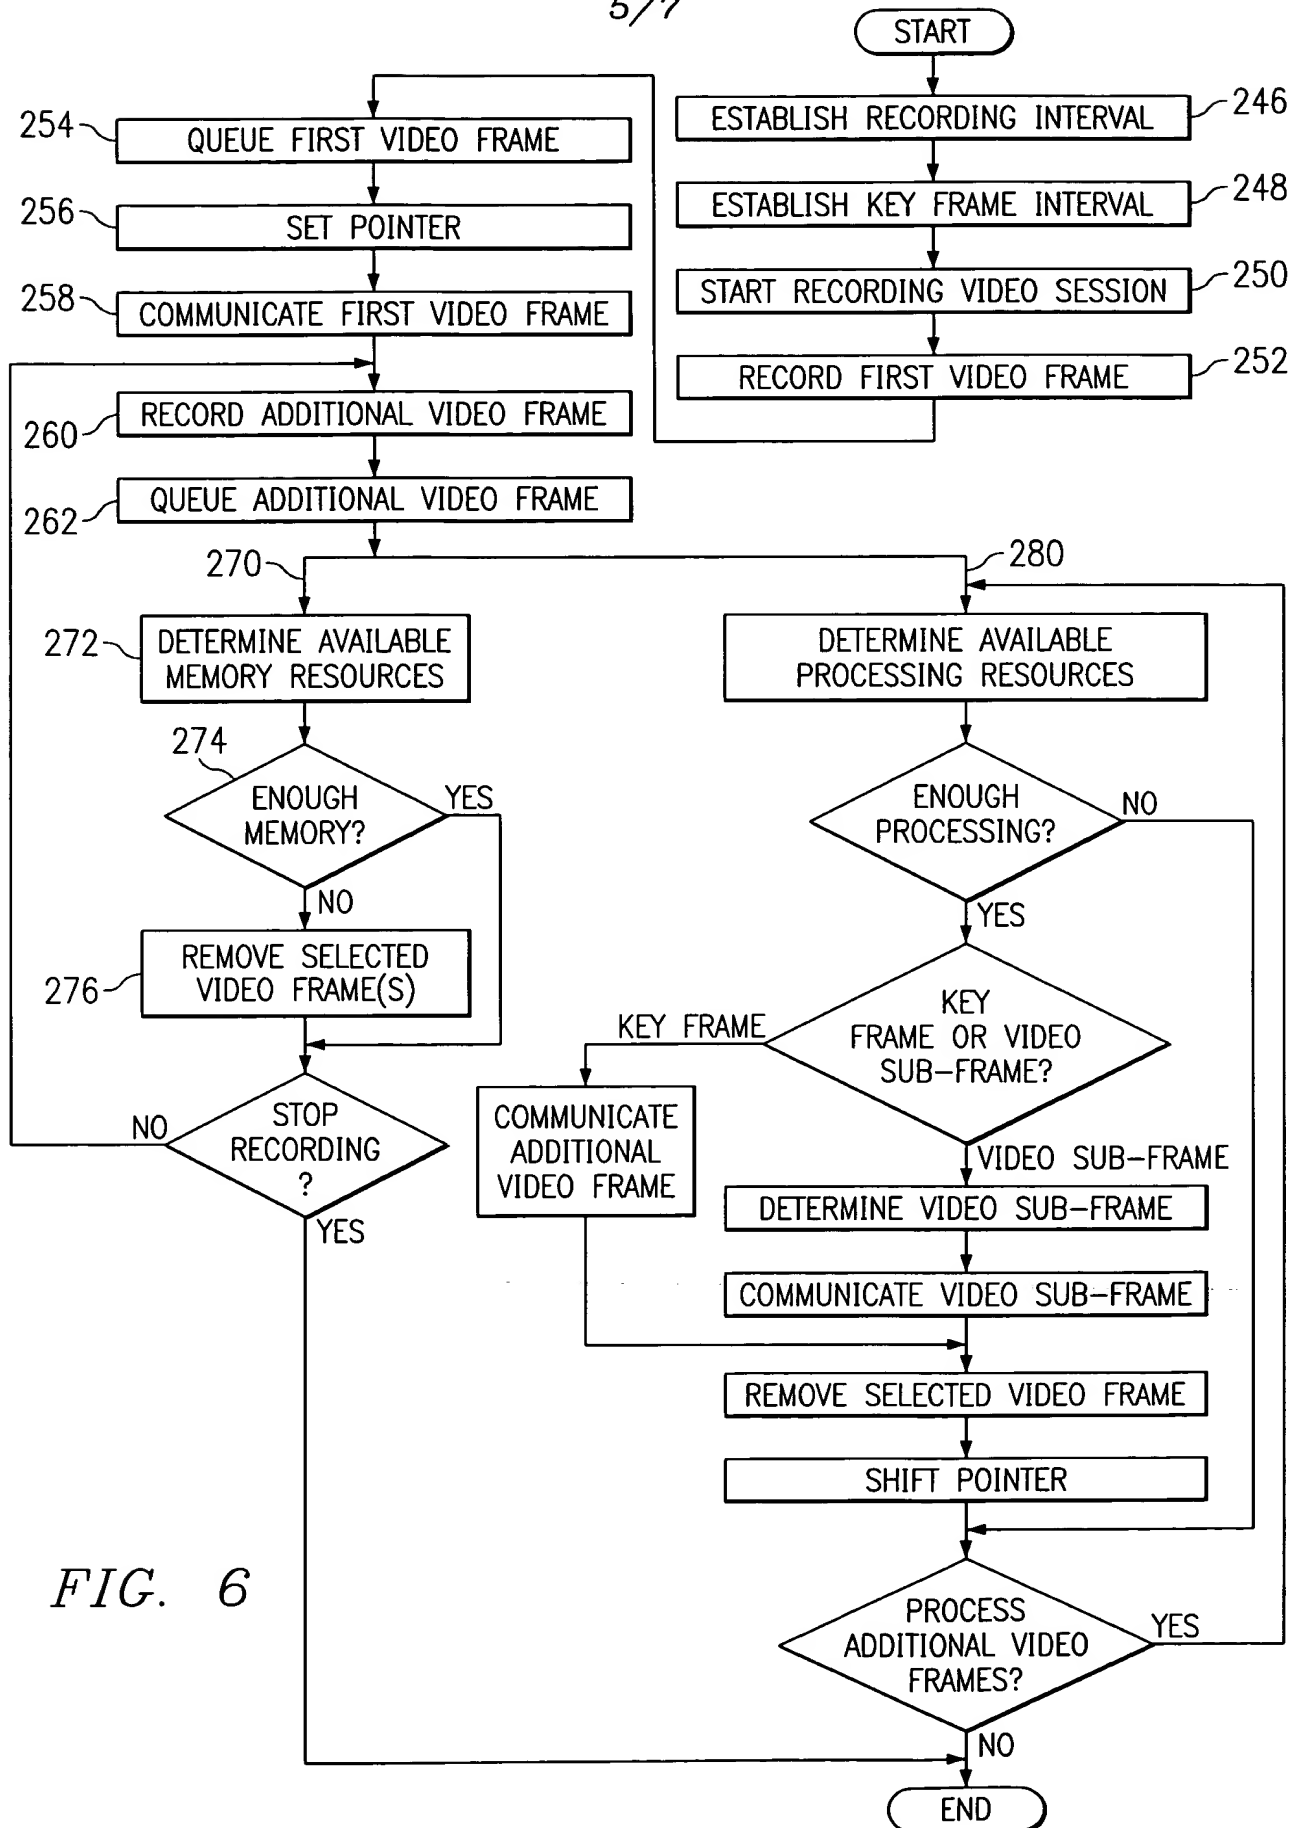 5/7
START
ESTABLISH RECORDING INTERVAL
246
ESTABLISH KEY FRAME INTERVAL
248
START RECORDING VIDEO SESSION
250
RECORD FIRST VIDEO FRAME
252
254
QUEUE FIRST VIDEO FRAME
256
SET POINTER
258
COMMUNICATE FIRST VIDEO FRAME
260
RECORD ADDITIONAL VIDEO FRAME
262
QUEUE ADDITIONAL VIDEO FRAME
270
272
DETERMINE AVAILABLE
MEMORY RESOURCES
274
ENOUGH
MEMORY?
YES
NO
276
REMOVE SELECTED
VIDEO FRAME(S)
STOP
RECORDING
?
NO
YES
280
DETERMINE AVAILABLE
PROCESSING RESOURCES
ENOUGH
PROCESSING?
NO
YES
KEY
FRAME OR VIDEO
SUB-FRAME?
KEY FRAME
COMMUNICATE
ADDITIONAL
VIDEO FRAME
VIDEO SUB-FRAME
DETERMINE VIDEO SUB-FRAME
COMMUNICATE VIDEO SUB-FRAME
REMOVE SELECTED VIDEO FRAME
SHIFT POINTER
PROCESS
ADDITIONAL VIDEO
FRAMES?
YES
NO
END
FIG. 6